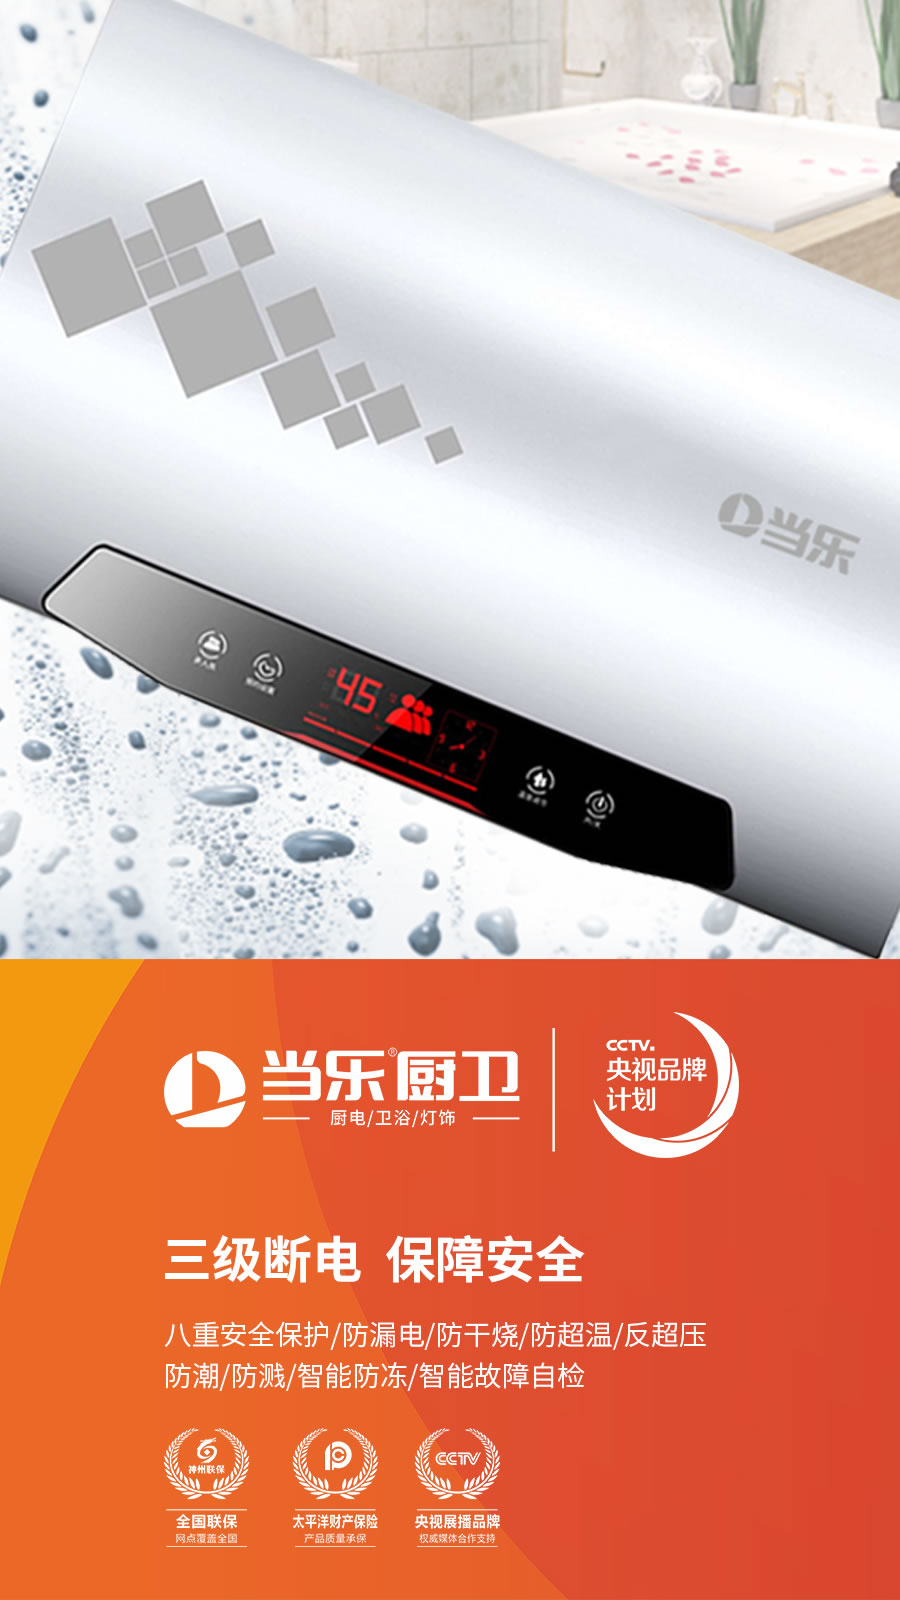 当乐
45
当乐®厨卫
厨电/卫浴/灯饰
CCTV.
央视品牌
计划
三级断电 保障安全
八重安全保护/防漏电/防干烧/防超温/反超压
防潮/防溅/智能防冻/智能故障自检
神州联保
全国联保
网点覆盖全国
太平洋财产保险
产品质量承保
CCTV
央视展播品牌
权威媒体合作支持